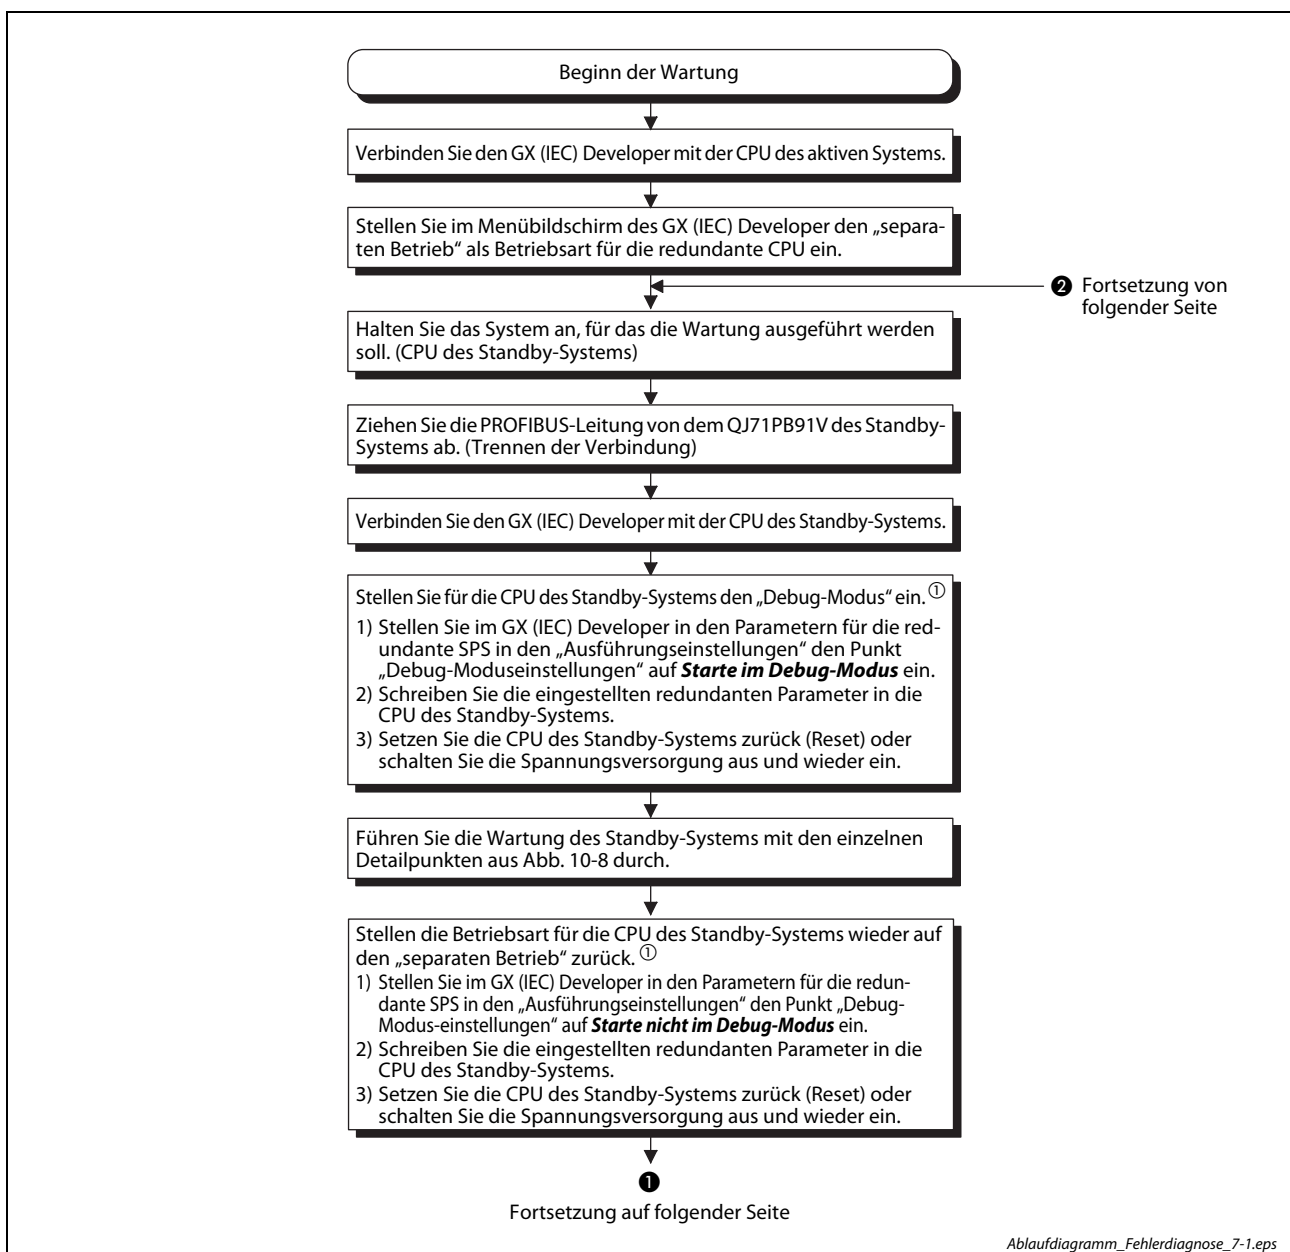 Beginn der Wartung
Verbinden Sie den GX (IEC) Developer mit der CPU des aktiven Systems.
Stellen Sie im Menübildschirm des GX (IEC) Developer den „separa-
ten Betrieb“ als Betriebsart für die redundante CPU ein.
❷ Fortsetzung von
folgender Seite
Halten Sie das System an, für das die Wartung ausgeführt werden
soll. (CPU des Standby-Systems)
Ziehen Sie die PROFIBUS-Leitung von dem QJ71PB91V des Standby-
Systems ab. (Trennen der Verbindung)
Verbinden Sie den GX (IEC) Developer mit der CPU des Standby-Systems.
Stellen Sie für die CPU des Standby-Systems den „Debug-Modus“ ein. ①
1) Stellen Sie im GX (IEC) Developer in den Parametern für die red-
undante SPS in den „Ausführungseinstellungen“ den Punkt
„Debug-Moduseinstellungen“ auf Starte im Debug-Modus ein.
2) Schreiben Sie die eingestellten redundanten Parameter in die
CPU des Standby-Systems.
3) Setzen Sie die CPU des Standby-Systems zurück (Reset) oder
schalten Sie die Spannungsversorgung aus und wieder ein.
Führen Sie die Wartung des Standby-Systems mit den einzelnen
Detailpunkten aus Abb. 10-8 durch.
Stellen die Betriebsart für die CPU des Standby-Systems wieder auf
den „separaten Betrieb“ zurück. ①
1) Stellen Sie im GX (IEC) Developer in den Parametern für die redun-
dante SPS in den „Ausführungseinstellungen“ den Punkt „Debug-
Modus-einstellungen“ auf Starte nicht im Debug-Modus ein.
2) Schreiben Sie die eingestellten redundanten Parameter in die
CPU des Standby-Systems.
3) Setzen Sie die CPU des Standby-Systems zurück (Reset) oder
schalten Sie die Spannungsversorgung aus und wieder ein.
❶
Fortsetzung auf folgender Seite
Ablaufdiagramm_Fehlerdiagnose_7-1.eps